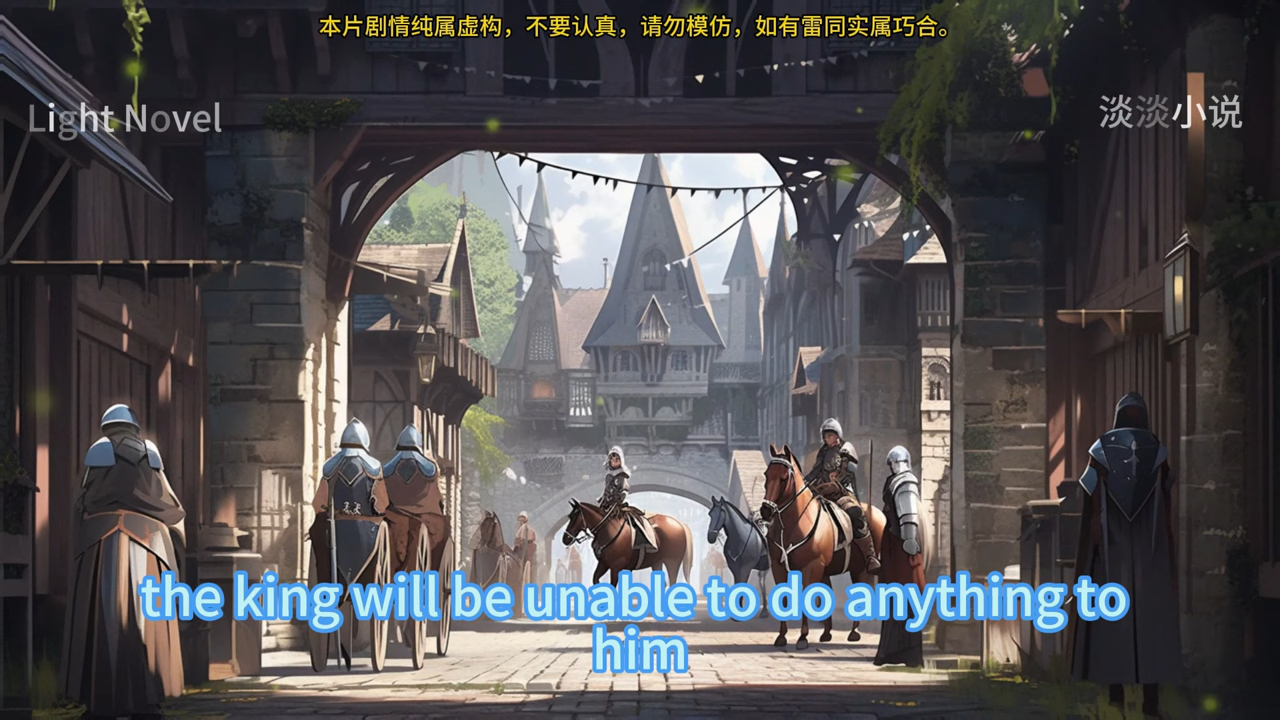 本片剧情纯属虚构，不要认真，请勿模仿，如有雷同实属巧合。
Light Novel
淡淡小说
the king will be unable to do anything to
him